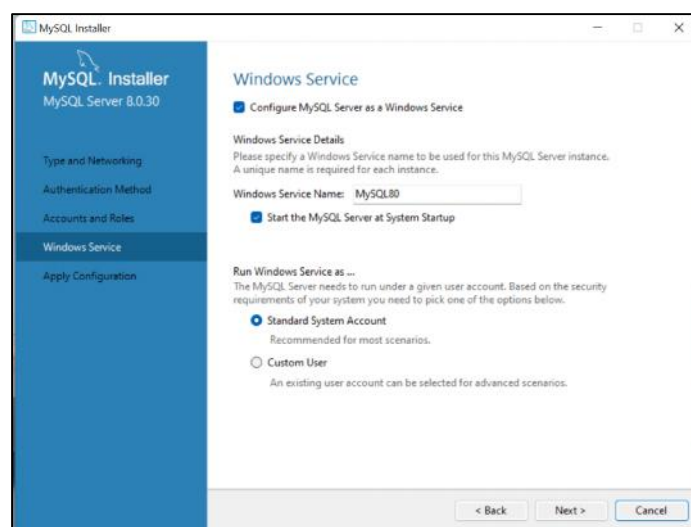 MySQL Installer
MySQL. Installer
MySQL Server 8.0.30
Type and Networking
Authentication Method
Accounts and Roles
Windows Service
Apply Configuration
Windows Service
Configure MySQL Server as a Windows Service
Windows Service Details
Please specify a Windows Service name to be used for this MySQL Server instance.
A unique name is required for each instance.
Windows Service Name: MySQL80
Start the MySQL Server at System Startup
Run Windows Service as ...
The MySQL Server needs to run under a given user account. Based on the security
requirements of your system you need to pick one of the options below.
Standard System Account
Recommended for most scenarios.
Custom User
An existing user account can be selected for advanced scenarios.
< Back Next > Cancel